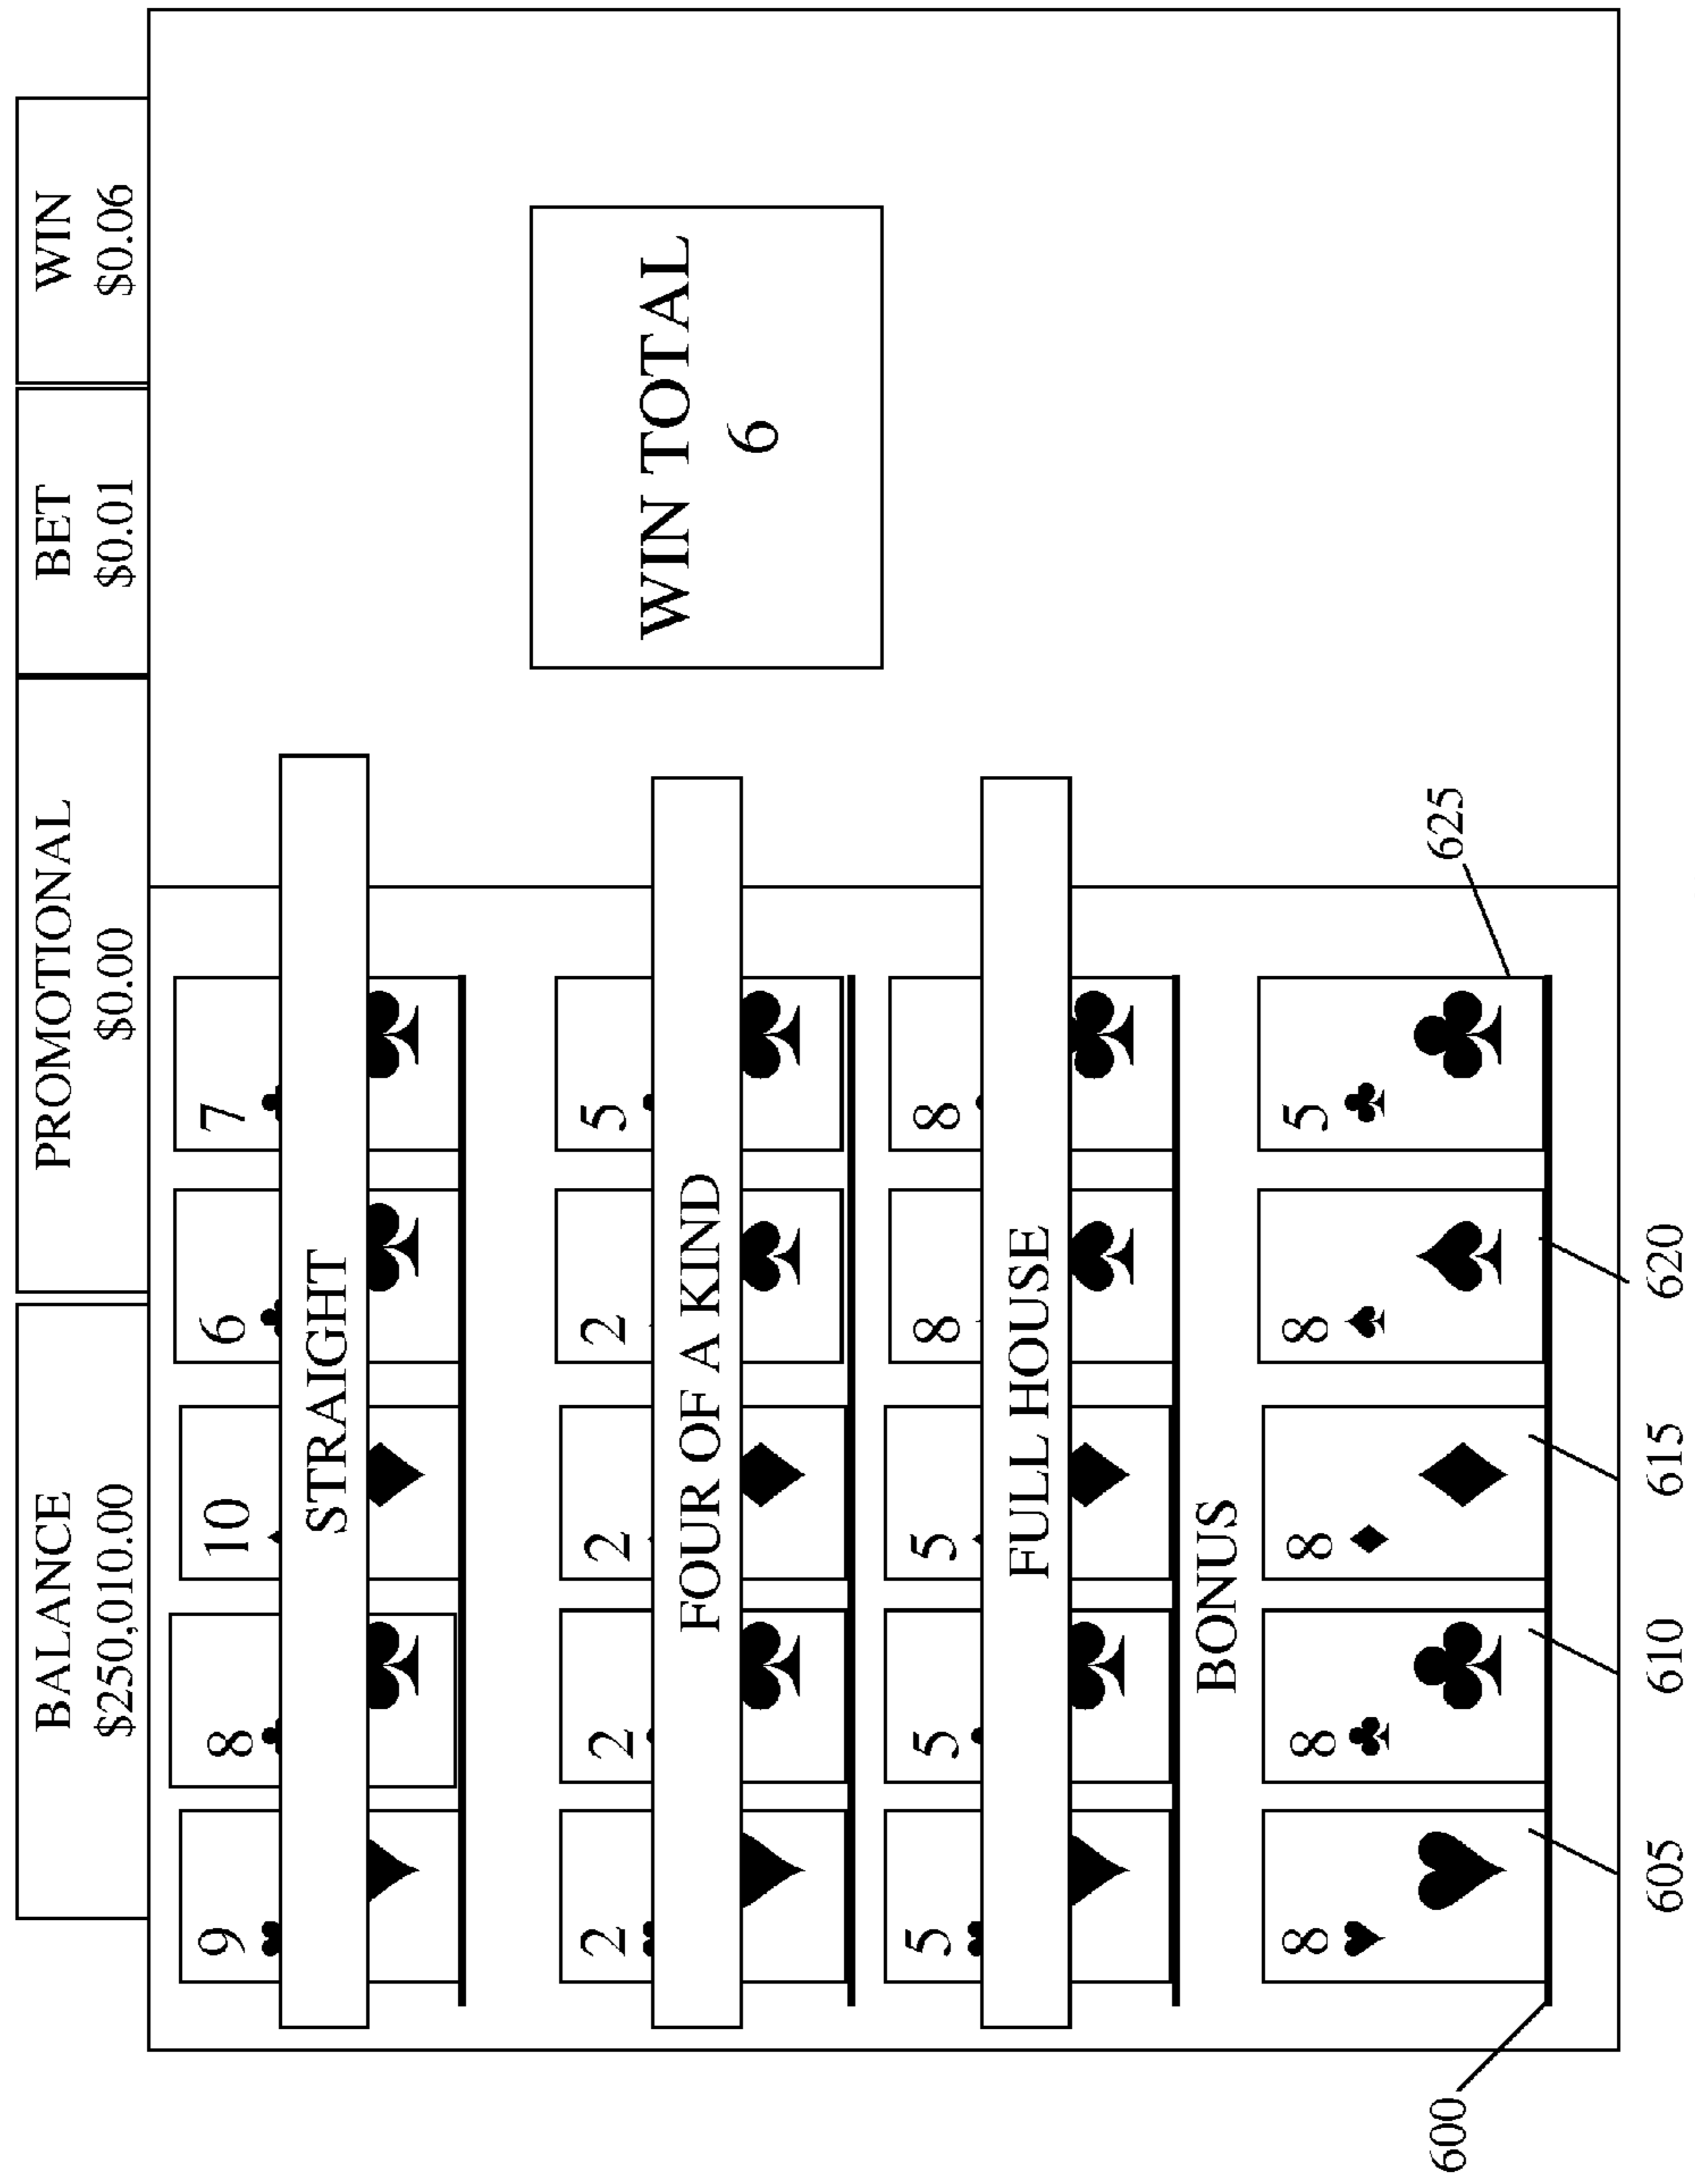 BALANCE
$250,010.00
PROMOTIONAL
$0.00
BET
$0.01
WIN
$0.06
9 8 10 6 7
STRAIGHT
2 2 2 2 5
FOUR OF A KIND
WIN TOTAL
6
5 5 5 8 8
FULL HOUSE
BONUS
8 8 8 8 5
600
605
610
615
620
625